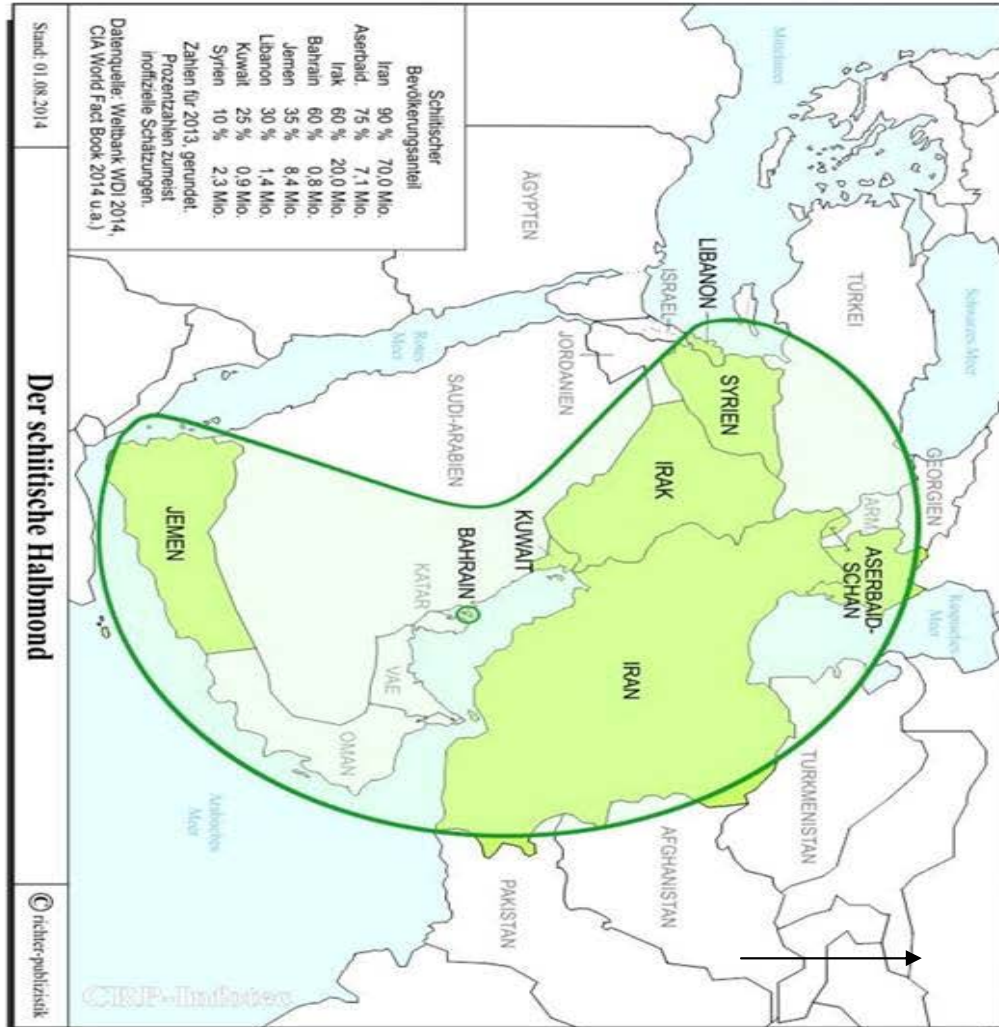 Schiitischer
Bevölkerungsanteil
Iran 90 % 70,0 Mio.
Aserbaid. 75 % 7,1 Mio.
Irak 60 % 20,0 Mio.
Bahrain 60 % 0,8 Mio.
Jemen 35 % 8,4 Mio.
Libanon 30 % 1,4 Mio.
Kuwait 25 % 0,9 Mio.
Syrien 10 % 2,3 Mio.
Zahlen für 2013, gerundet.
Prozentzahlen zumeist
inoffizielle Schätzungen.
Datenquelle: Weltbank WDI 2014,
CIA World Fact Book 2014 u.a.)
Mittelmeer
Schwarzes Meer
GEORGIEN
Kaspisches
Meer
TÜRKEI
ARM.
ASERBAID-
SCHAN
TURKMENISTAN
LIBANON
SYRIEN
ISRAEL
IRAK
IRAN
AFGHANISTAN
JORDANIEN
ÄGYPTEN
KUWAIT
PAKISTAN
SAUDI-ARABIEN
BAHRAIN
KATAR
VAE
OMAN
Rotes
Meer
JEMEN
Arabisches
Meer
CRP-Infotec
Stand: 01.08.2014
Der schiitische Halbmond
© richter-publizistik